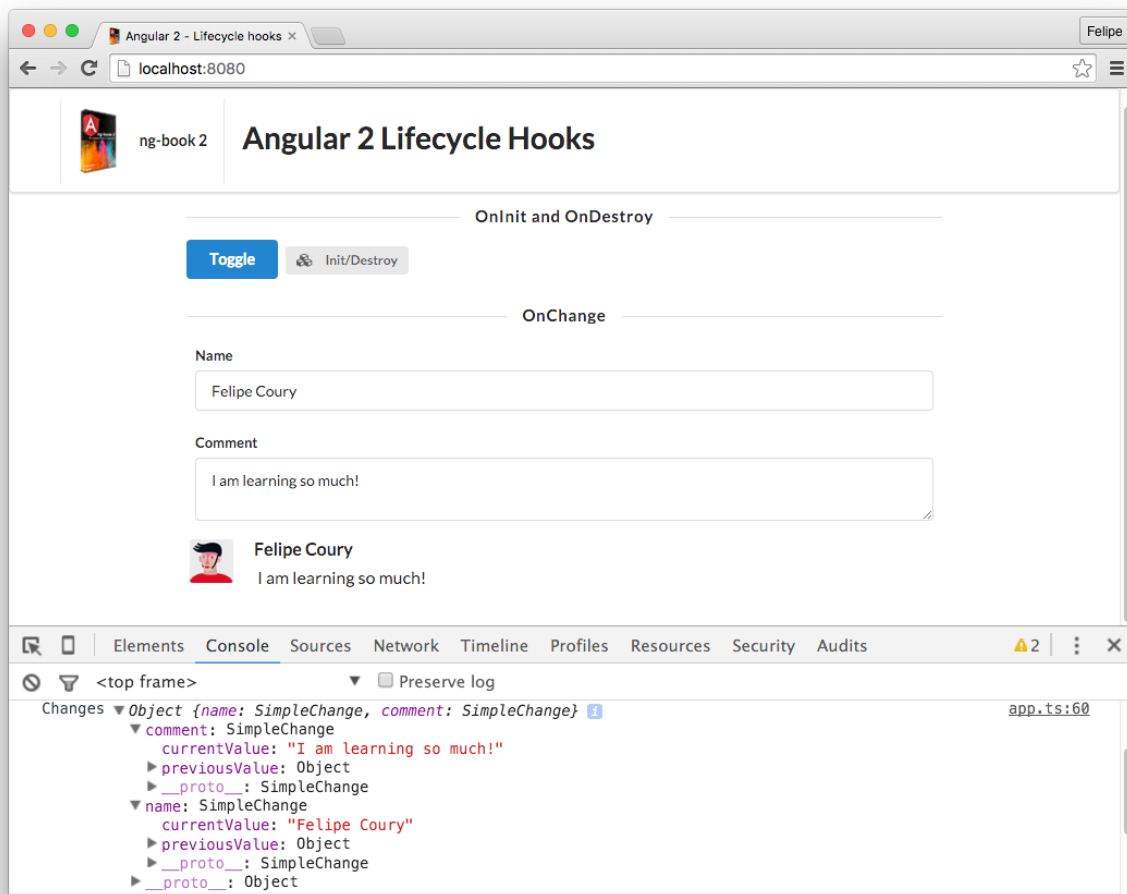 Angular 2 - Lifecycle hooks ×
Felipe
localhost:8080
ng-book 2
Angular 2 Lifecycle Hooks
OnInit and OnDestroy
Toggle
Init/Destroy
OnChange
Name
Felipe Coury
Comment
I am learning so much!
Felipe Coury
I am learning so much!
Elements Console Sources Network Timeline Profiles Resources Security Audits 2
<top frame> ▼ Preserve log
Changes ▼Object {name: SimpleChange, comment: SimpleChange} i app.ts:60
▼comment: SimpleChange
currentValue: "I am learning so much!"
▶previousValue: Object
▶__proto__: SimpleChange
▼name: SimpleChange
currentValue: "Felipe Coury"
▶previousValue: Object
▶__proto__: SimpleChange
▶__proto__: Object